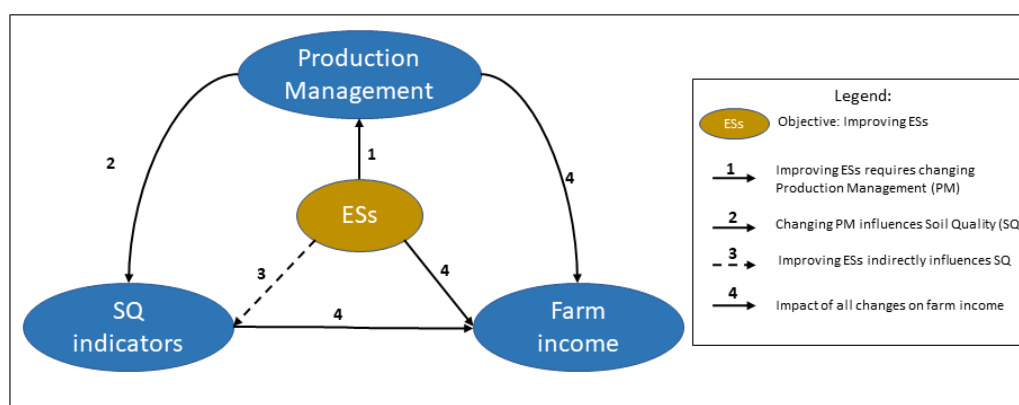 Production
Management
2
1
4
ESs
3
4
SQ
indicators
4
Farm
income
Legend:
ESs
Objective: Improving ESs
1
Improving ESs requires changing
Production Management (PM)
2
Changing PM influences Soil Quality (SQ
3
Improving ESs indirectly influences SQ
4
Impact of all changes on farm income